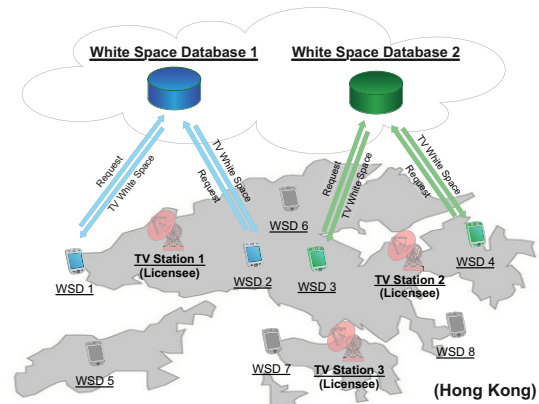 White Space Database 1
White Space Database 2
Request
TV White Space
TV White Space
Request
Request
TV White Space
TV White Space
Request
WSD 6
TV Station 1
(Licensee)
WSD 1
WSD 2
WSD 3
TV Station 2
(Licensee)
WSD 4
WSD 5
WSD 7
TV Station 3
(Licensee)
WSD 8
(Hong Kong)